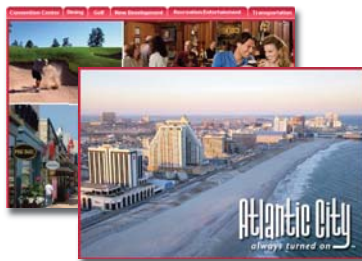 Convention Center Dining Golf New Development Recreation/Entertainment Transportation
Atlantic City
always turned on